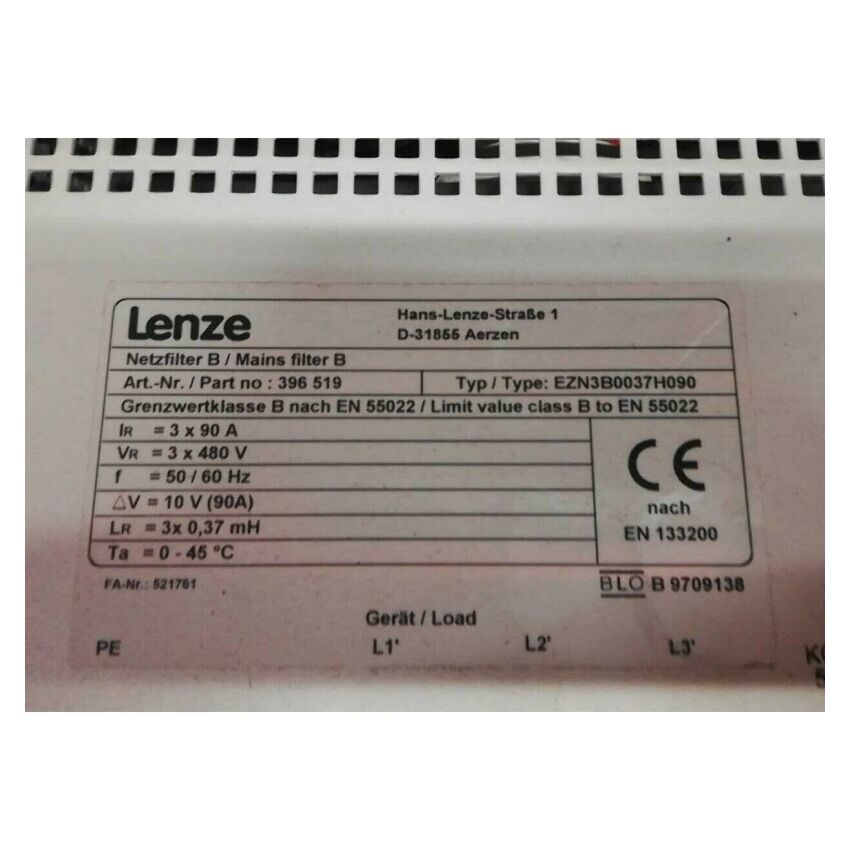 Lenze
Hans-Lenze-Straße 1
D-31855 Aerzen
Netzfilter B / Mains filter B
Art.-Nr. / Part no : 396 519
Typ / Type: EZN3B0037H090
Grenzwertklasse B nach EN 55022 / Limit value class B to EN 55022
IR = 3 x 90 A
VR = 3 x 480 V
f = 50 / 60 Hz
△V = 10 V (90A)
LR = 3x 0,37 mH
Ta = 0 - 45 °C
CE
nach
EN 133200
FA-Nr.: 521761
BLO B 9709138
Gerät / Load
PE L1' L2' L3'